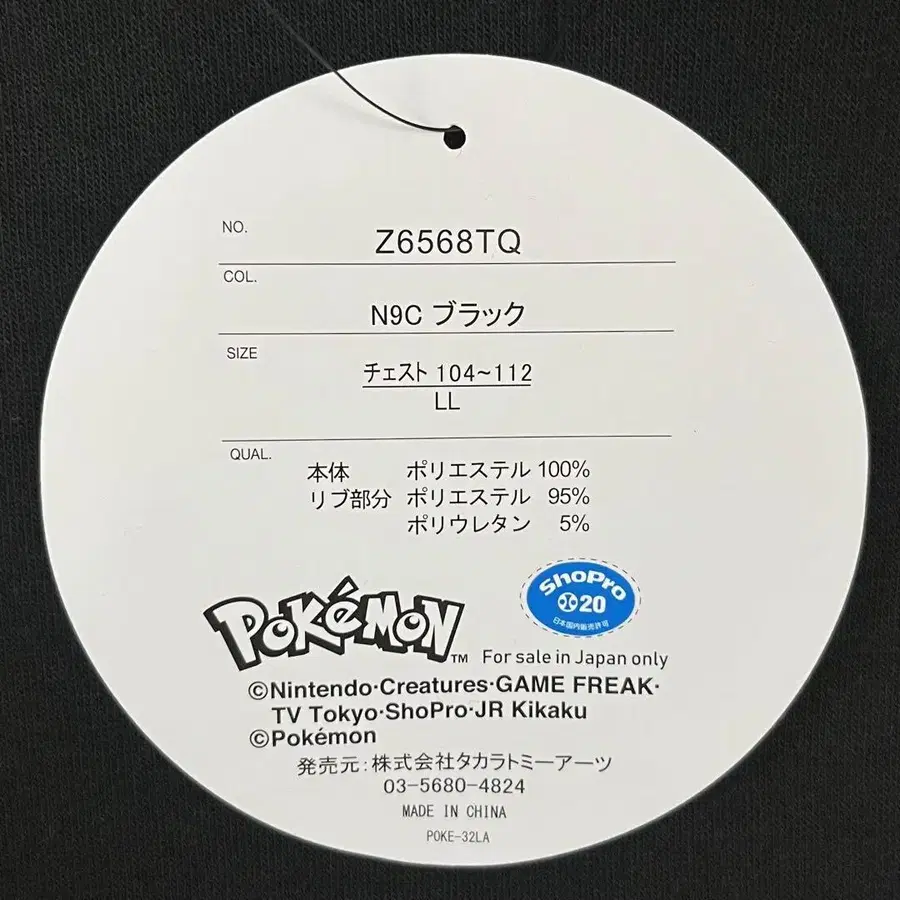 NO.
Z6568TQ
COL.
N9C ブラック
SIZE
チェスト 104~112
LL
QUAL.
本体 ポリエステル 100%
リブ部分 ポリエステル 95%
ポリウレタン 5%
POKéMON TM
ShoPro
20
日本国内販売許可
For sale in Japan only
©Nintendo·Creatures·GAME FREAK·
TV Tokyo·ShoPro·JR Kikaku
©Pokémon
発売元:株式会社タカラトミーアーツ
03-5680-4824
MADE IN CHINA
POKE-32LA